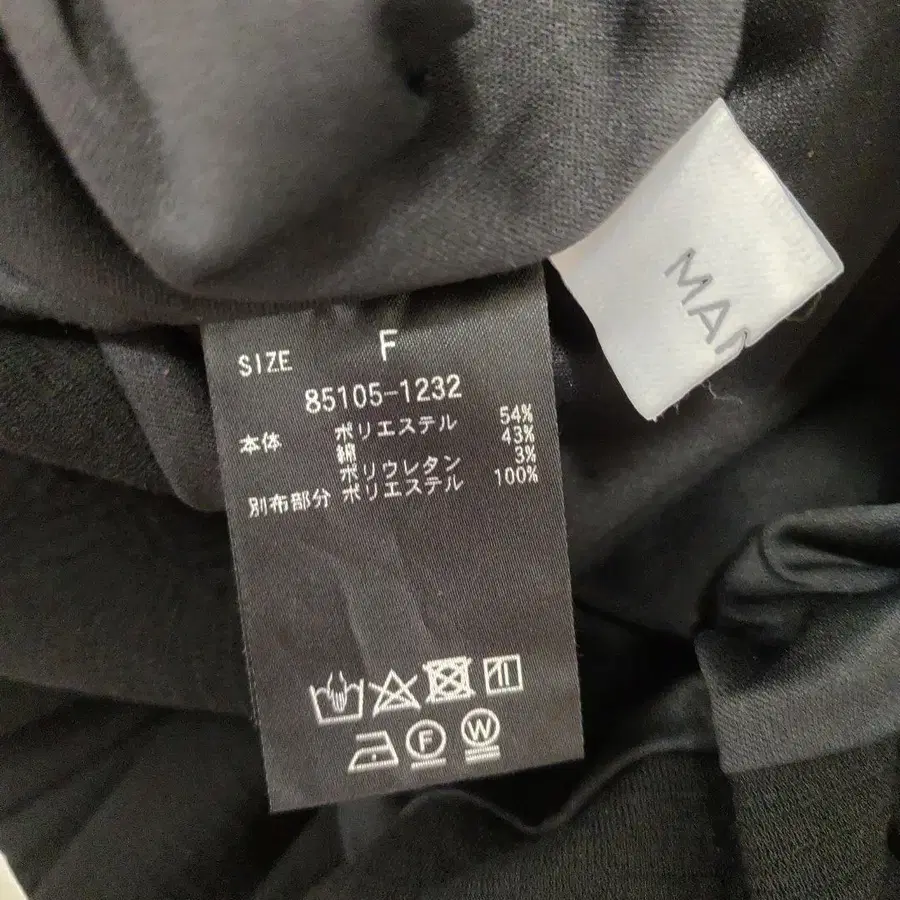 SIZE F
85105-1232
本体 ポリエステル 54%
綿 43%
ポリウレタン 3%
別布部分 ポリエステル 100%
F W
MAN